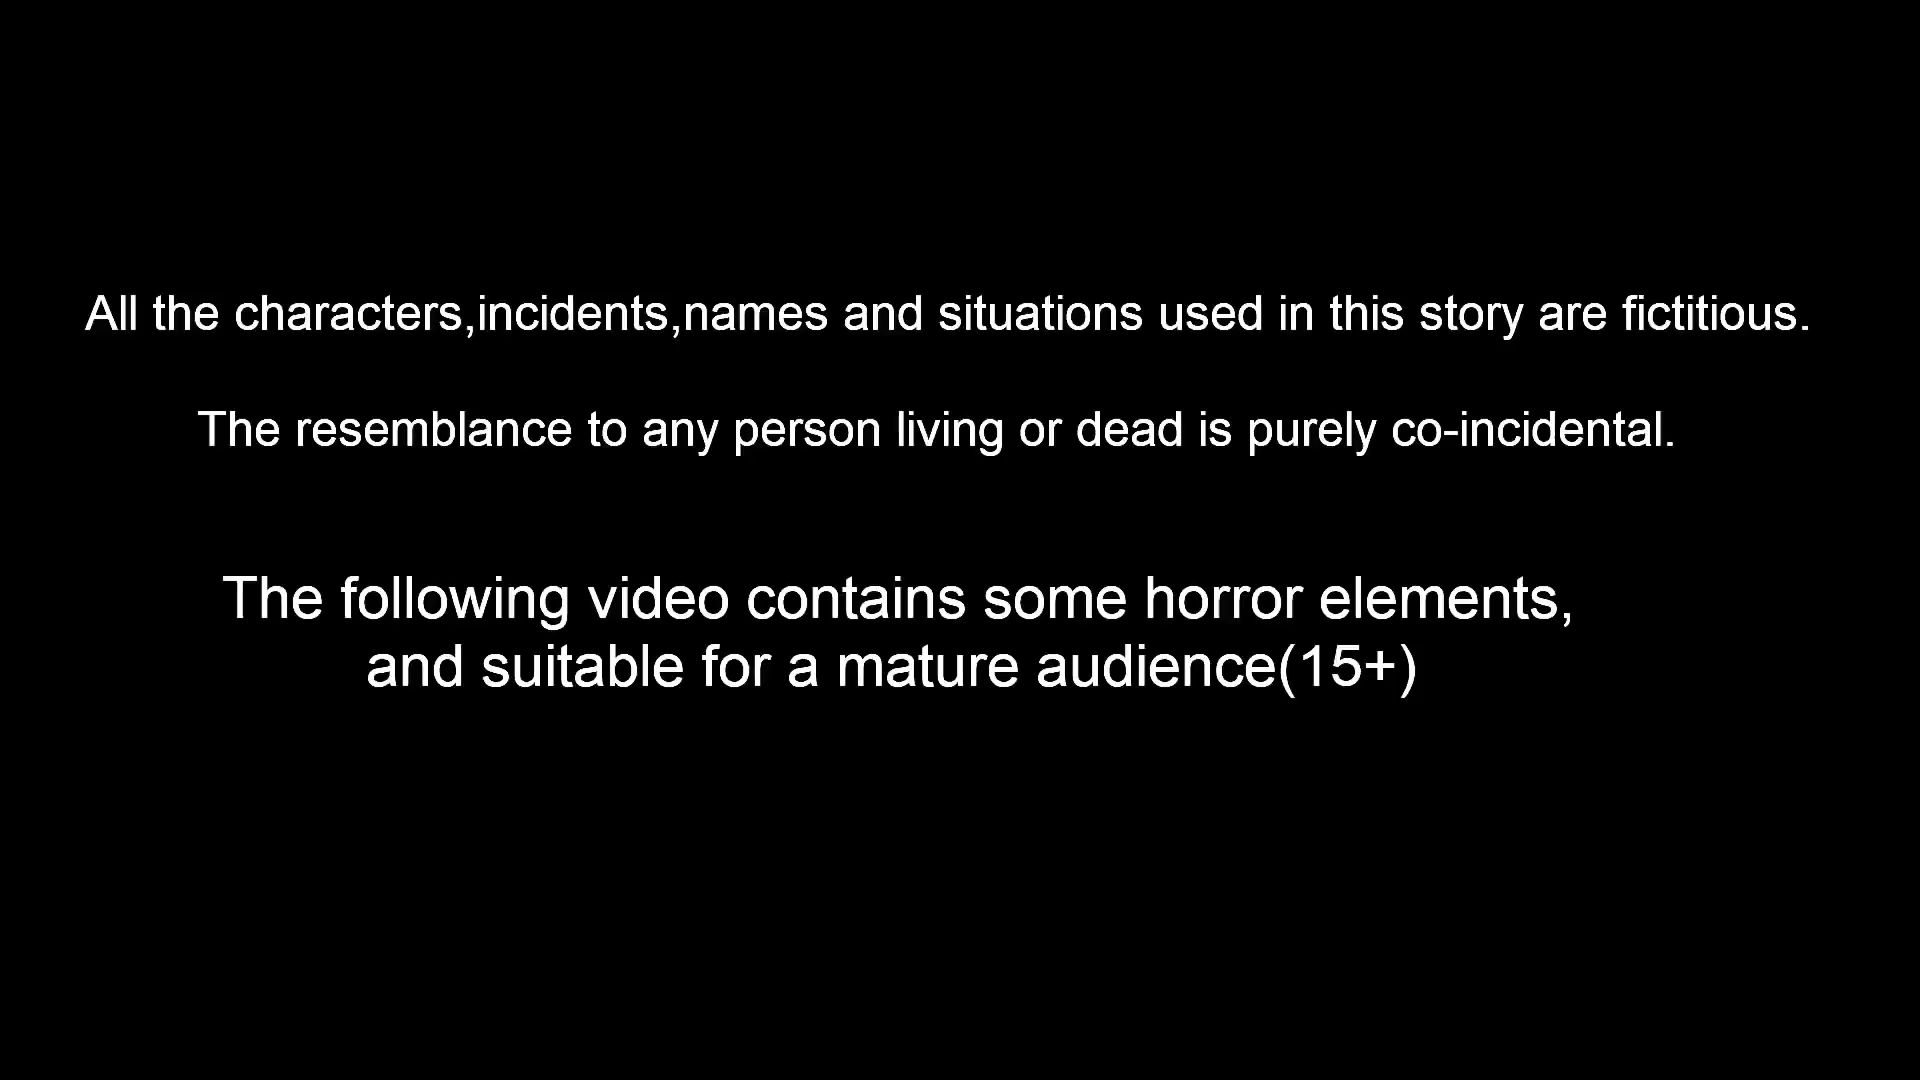 All the characters,incidents,names and situations used in this story are fictitious.
The resemblance to any person living or dead is purely co-incidental.
The following video contains some horror elements,
and suitable for a mature audience(15+)